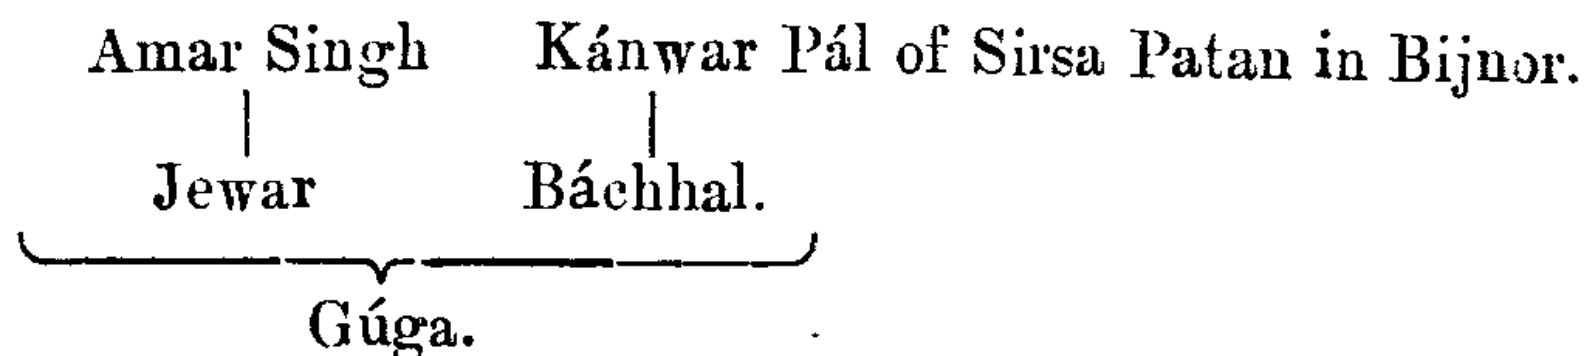 Amar Singh Kánwar Pál of Sirsa Patan in Bijnor.
Jewar Báchhal.
Gúga.